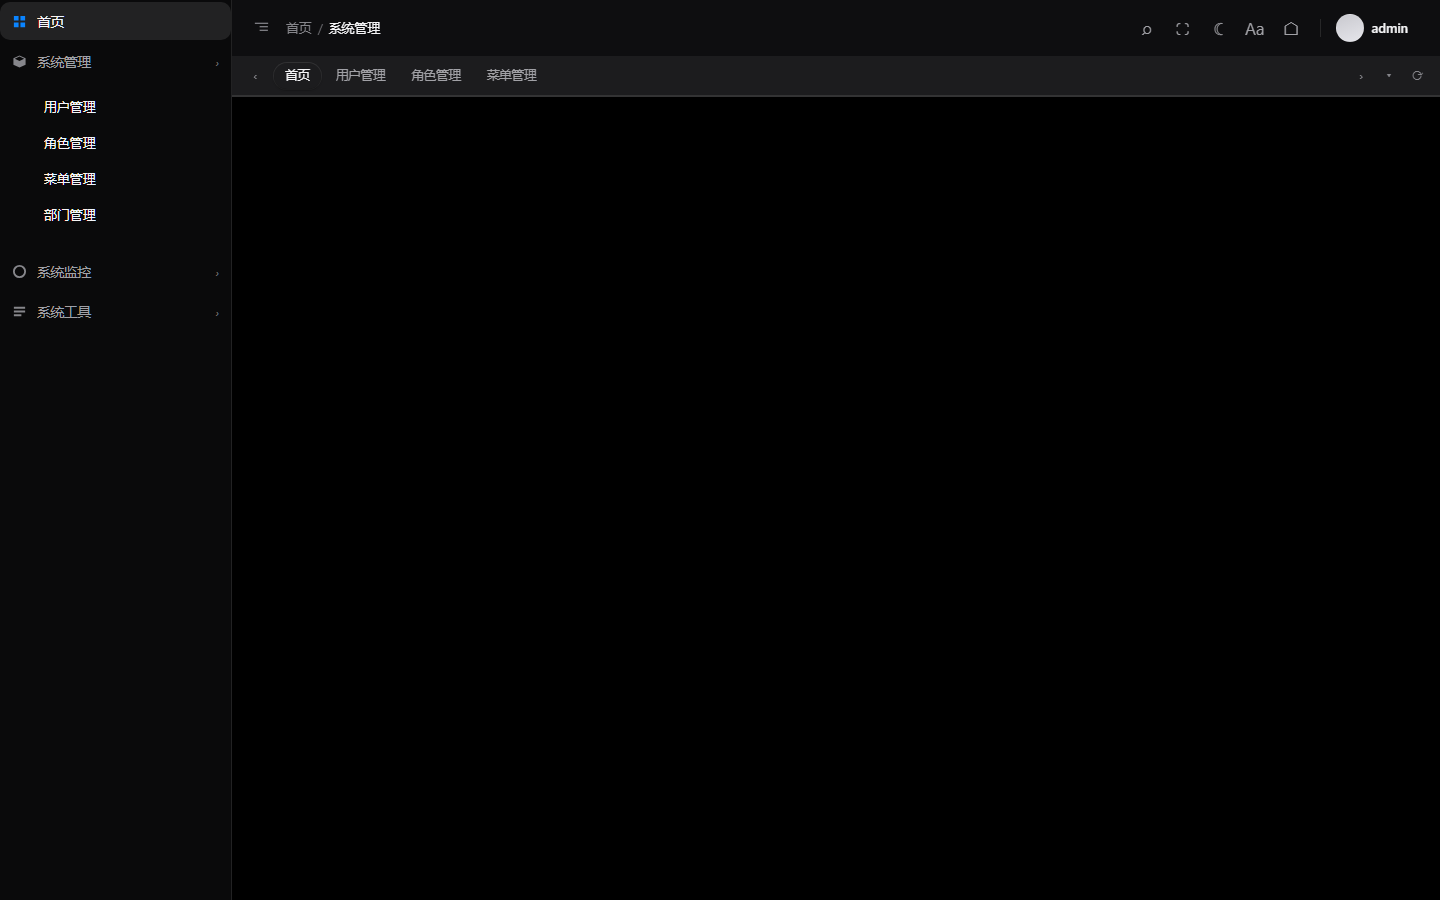 首页
系统管理
用户管理
角色管理
菜单管理
部门管理
系统监控
系统工具
首页 / 系统管理
Aa
admin
首页 用户管理 角色管理 菜单管理